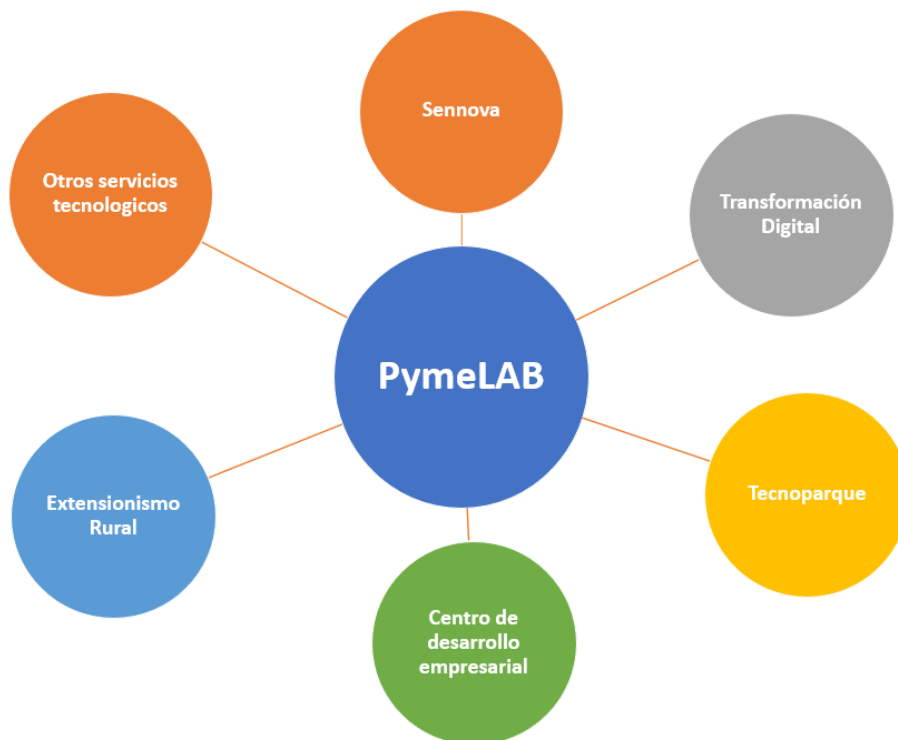 Sennova
Otros servicios
tecnologicos
Transformación
Digital
PymeLAB
Extensionismo
Rural
Tecnoparque
Centro de
desarrollo
empresarial